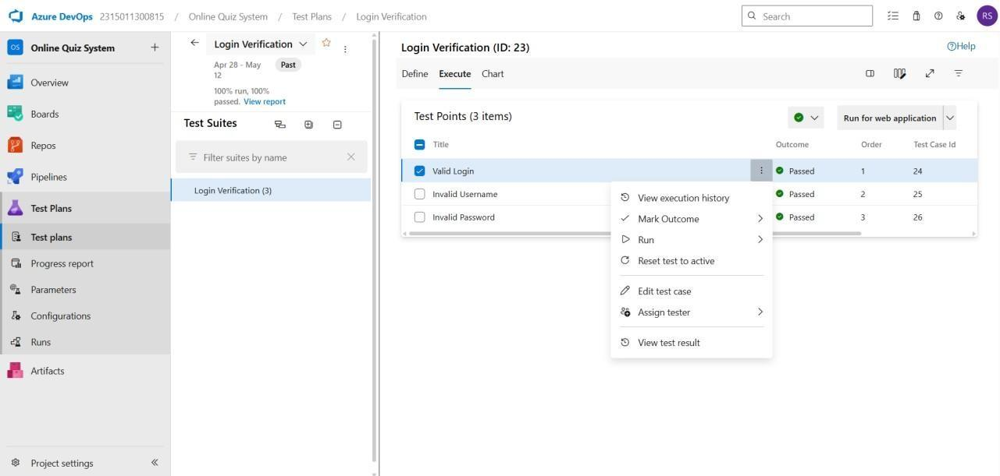 Azure DevOps 2315011300815 / Online Quiz System / Test Plans / Login Verification
Search
RS
OS Online Quiz System
Overview
Boards
Repos
Pipelines
Test Plans
Test plans
Progress report
Parameters
Configurations
Runs
Artifacts
Project settings
Login Verification
Apr 28 - May
12
Past
100% run, 100%
passed. View report
Test Suites
Filter suites by name
Login Verification (3)
Login Verification (ID: 23)
Help
Define Execute Chart
Test Points (3 items)
Run for web application
Title Outcome Order Test Case Id
Valid Login Passed 1 24
Invalid Username Passed 2 25
Invalid Password Passed 3 26
View execution history
Mark Outcome
Run
Reset test to active
Edit test case
Assign tester
View test result